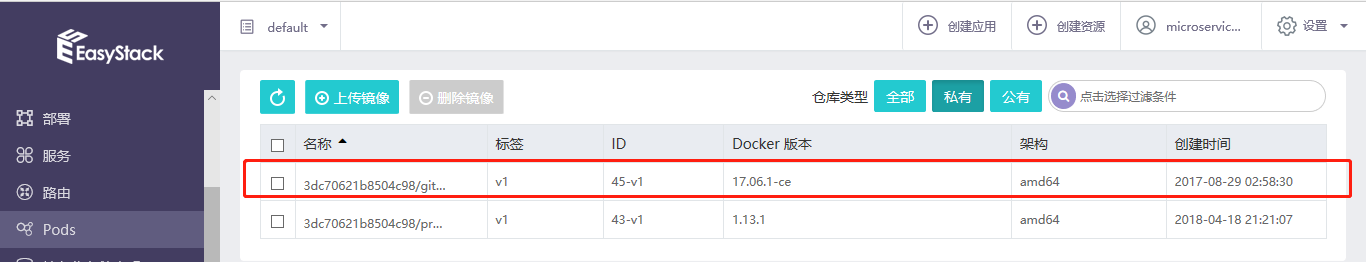 EasyStack
default
创建应用
创建资源
microservic...
设置
部署
服务
路由
Pods
上传镜像
删除镜像
仓库类型
全部
私有
公有
点击选择过滤条件
名称 标签 ID Docker 版本 架构 创建时间
3dc70621b8504c98/git... v1 45-v1 17.06.1-ce amd64 2017-08-29 02:58:30
3dc70621b8504c98/pr... v1 43-v1 1.13.1 amd64 2018-04-18 21:21:07